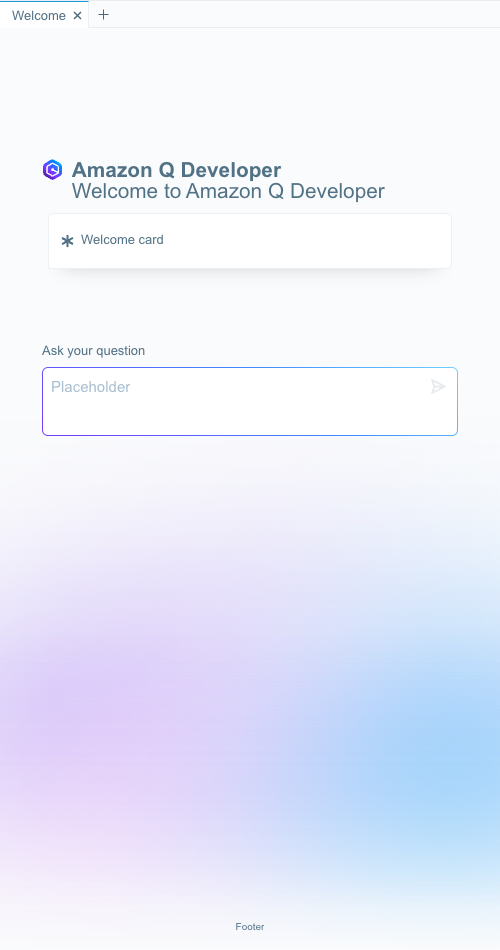 Welcome
Amazon Q Developer
Welcome to Amazon Q Developer
Welcome card
Ask your question
Placeholder
Footer